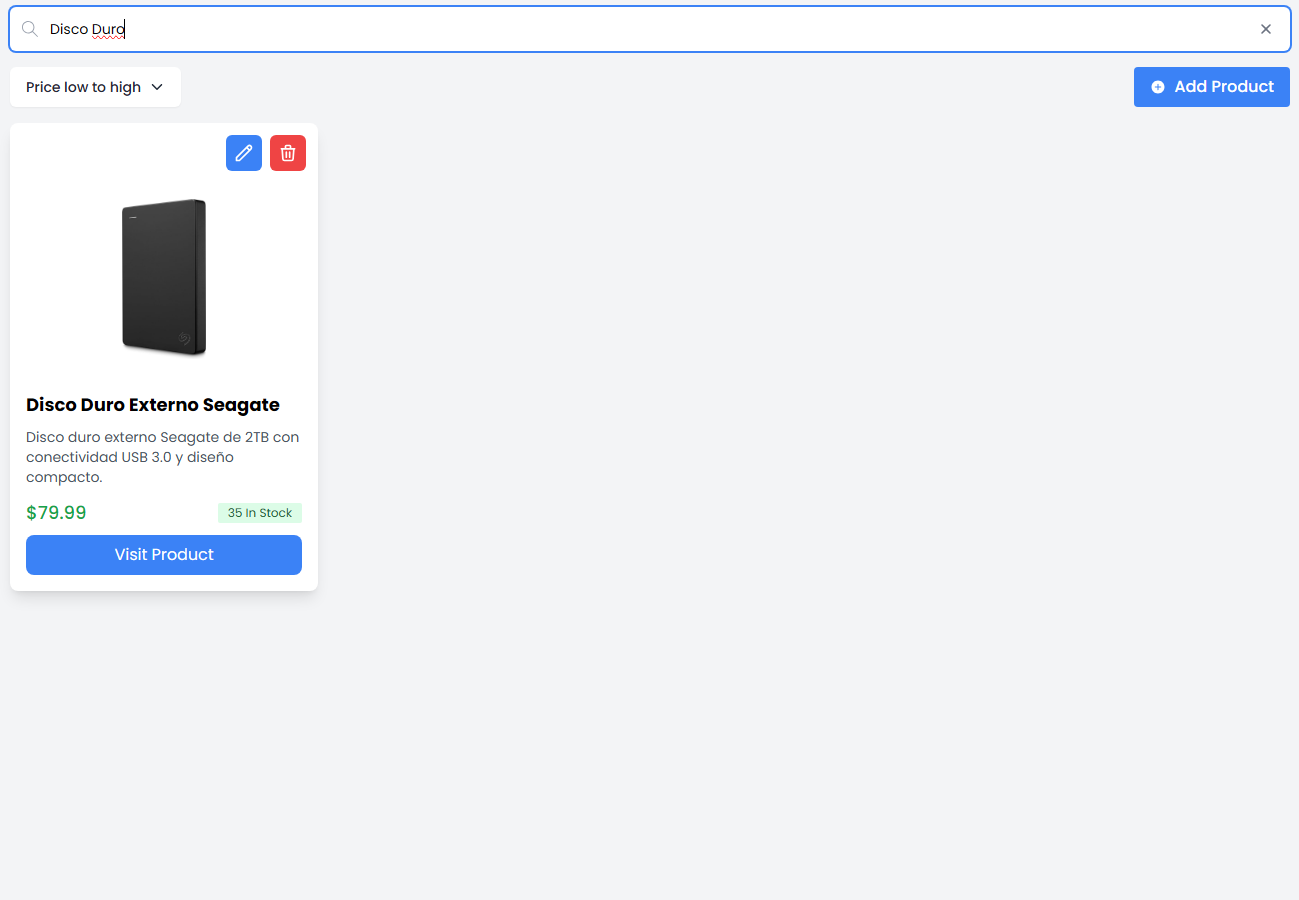 Disco Duro
Price low to high
Add Product
Disco Duro Externo Seagate
Disco duro externo Seagate de 2TB con
conectividad USB 3.0 y diseño
compacto.
$79.99
35 In Stock
Visit Product